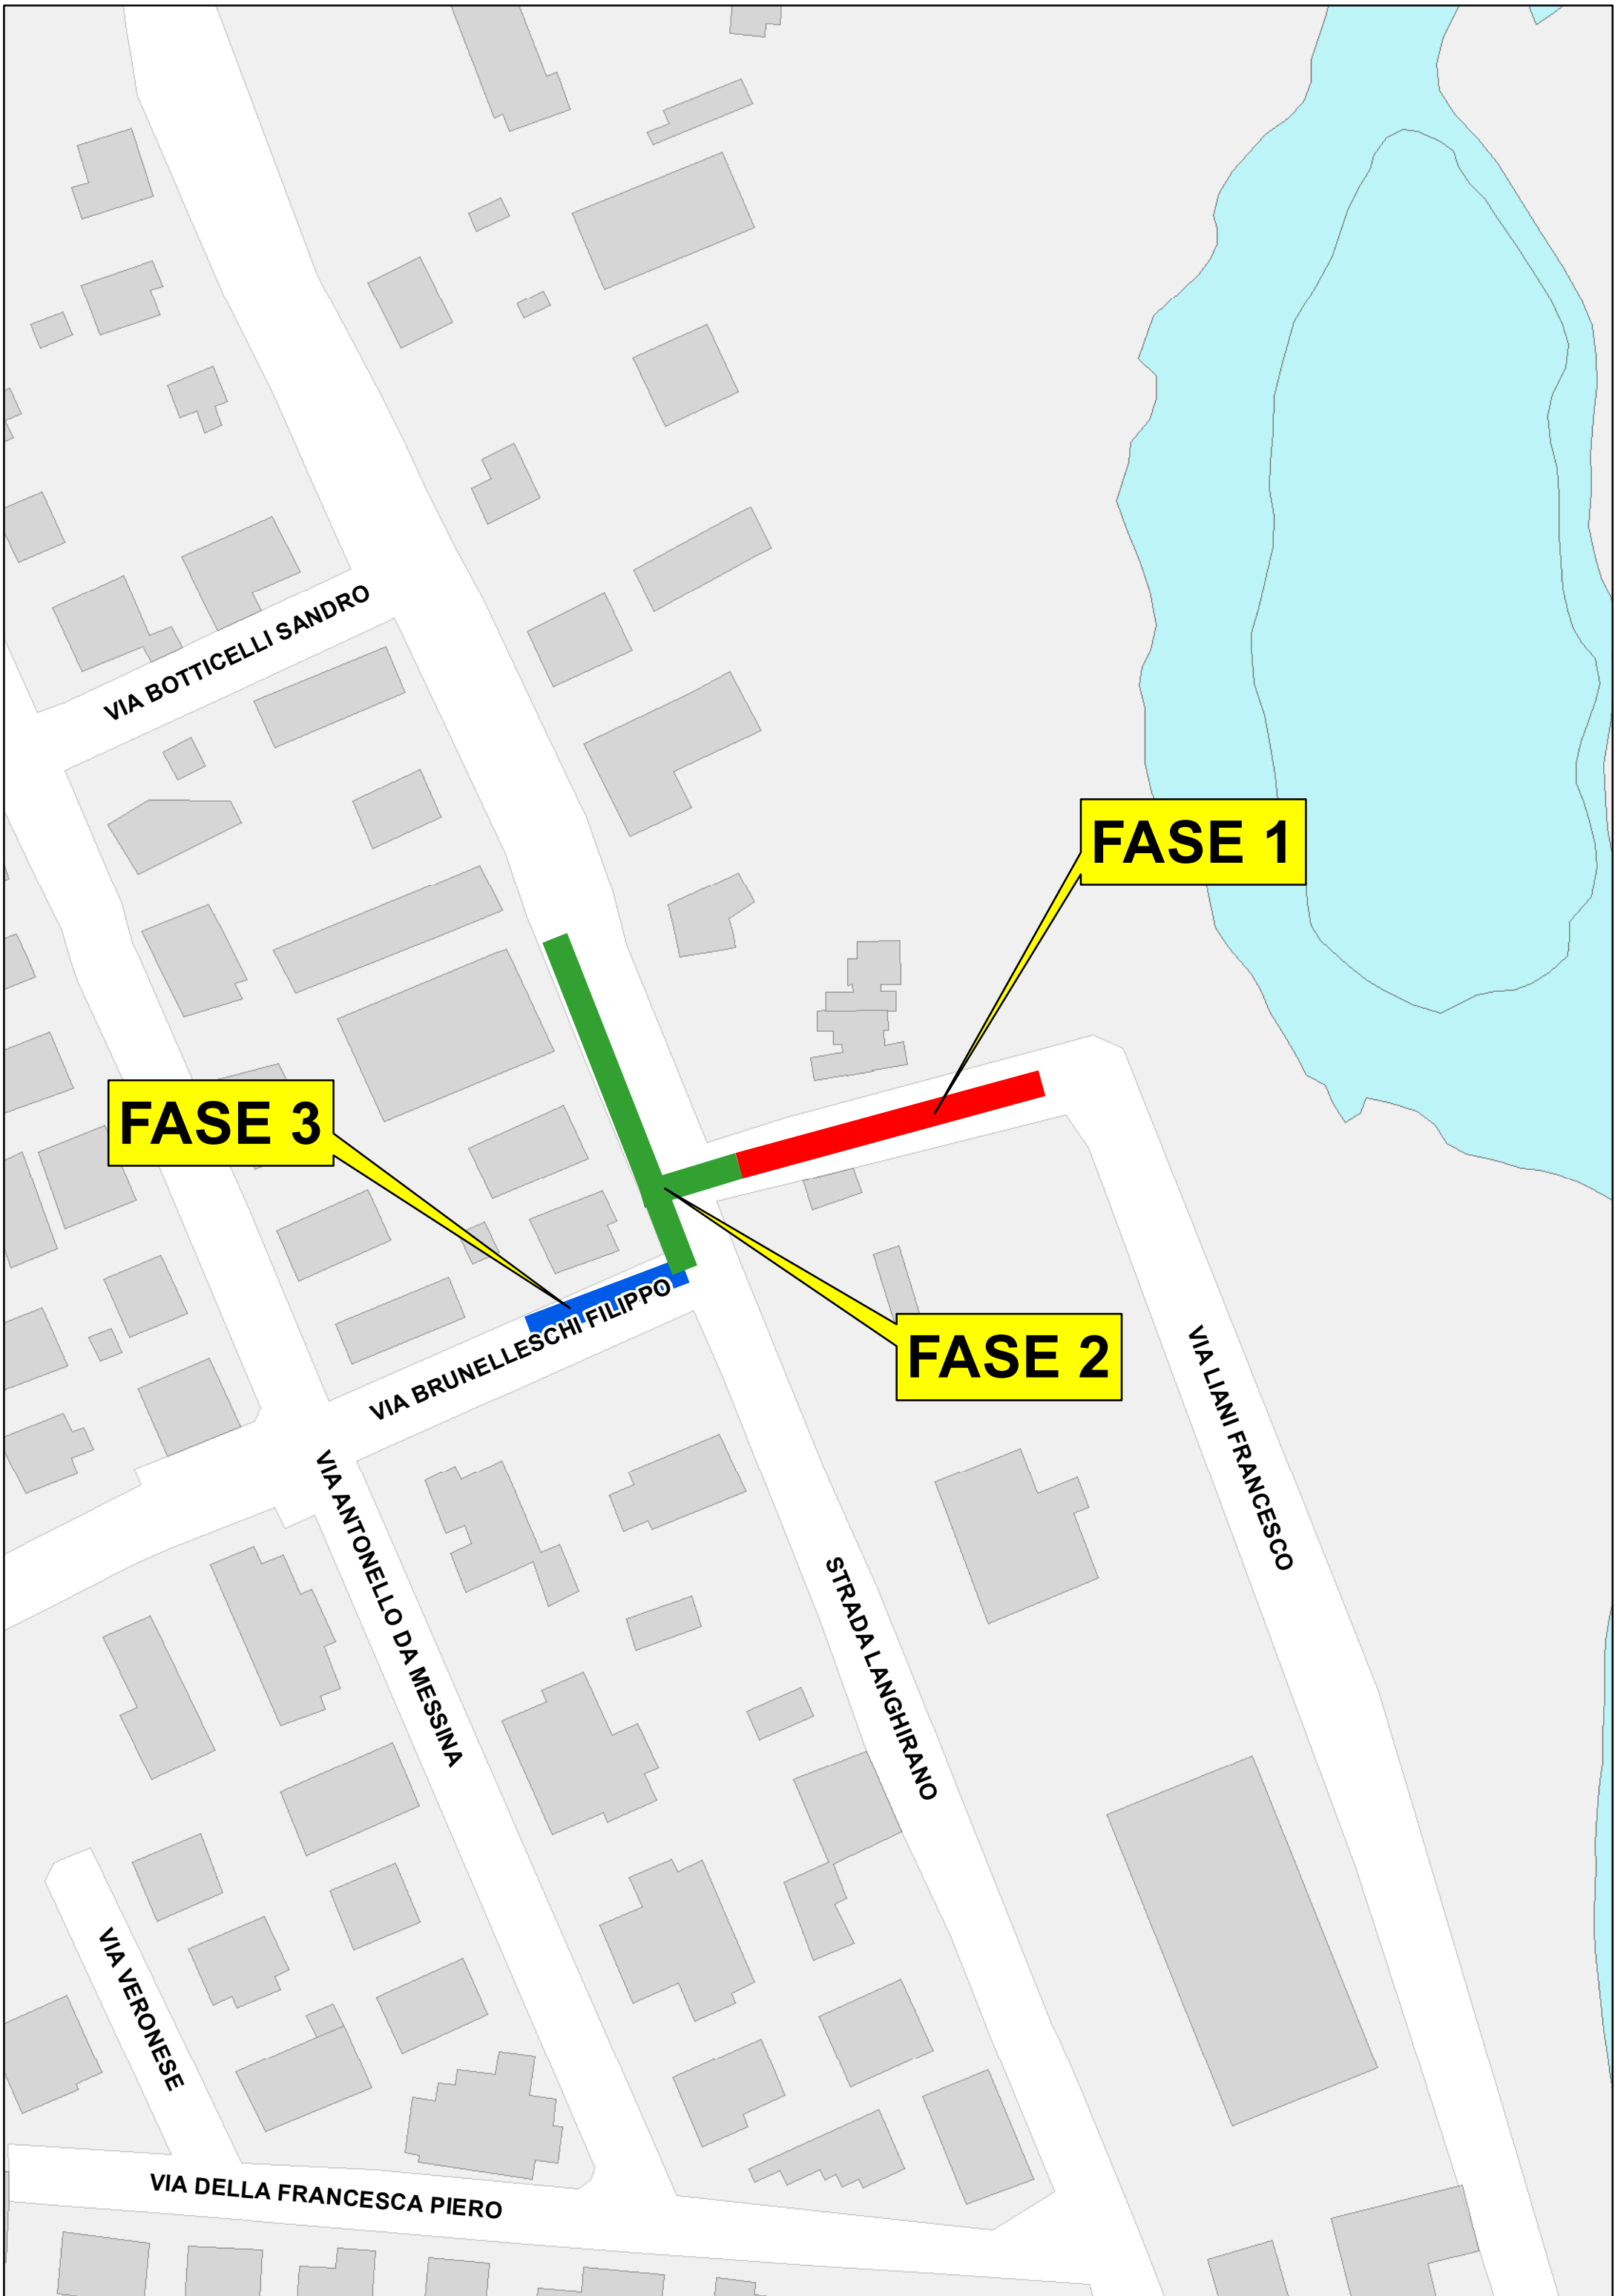 VIA BOTTICELLI SANDRO
FASE 1
FASE 3
VIA BRUNELLESCHI FILIPPO
FASE 2
VIA LIANI FRANCESCO
VIA ANTONELLO DA MESSINA
STRADA LANGHIRANO
VIA VERONESE
VIA DELLA FRANCESCA PIERO